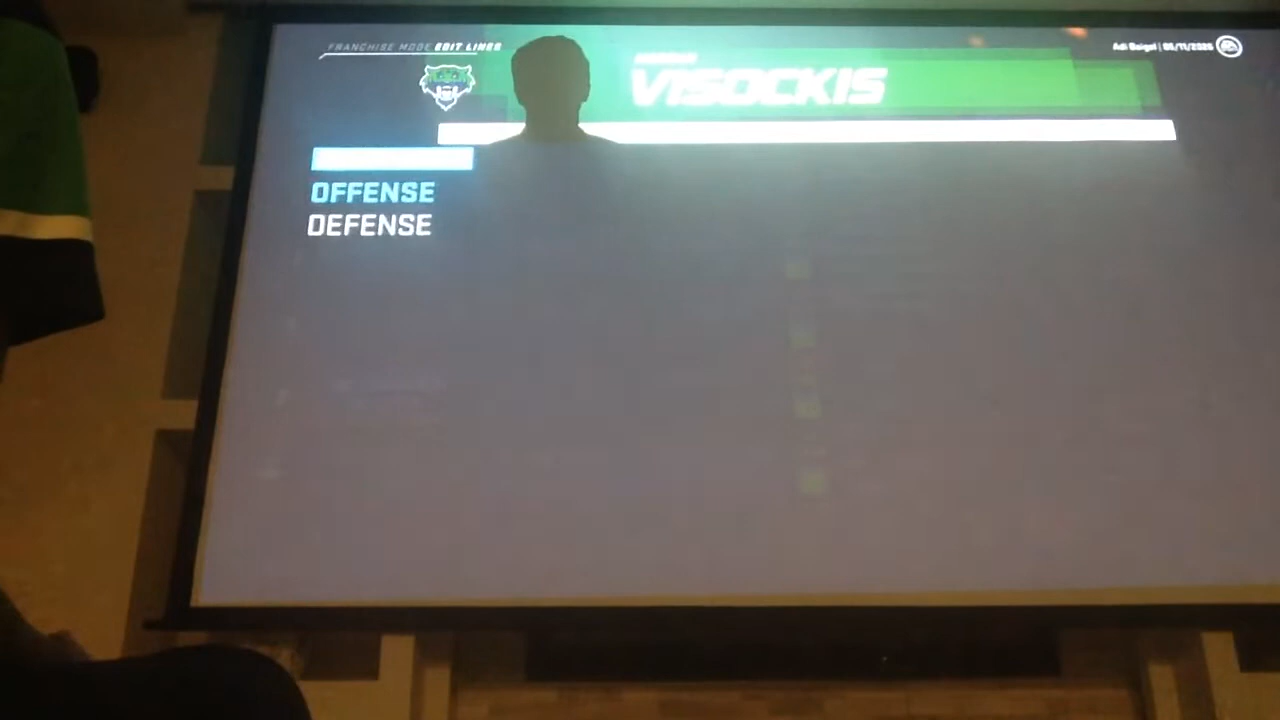 FRANCHISE MODE EDIT LINES
VISOCKIS
OFFENSE
DEFENSE